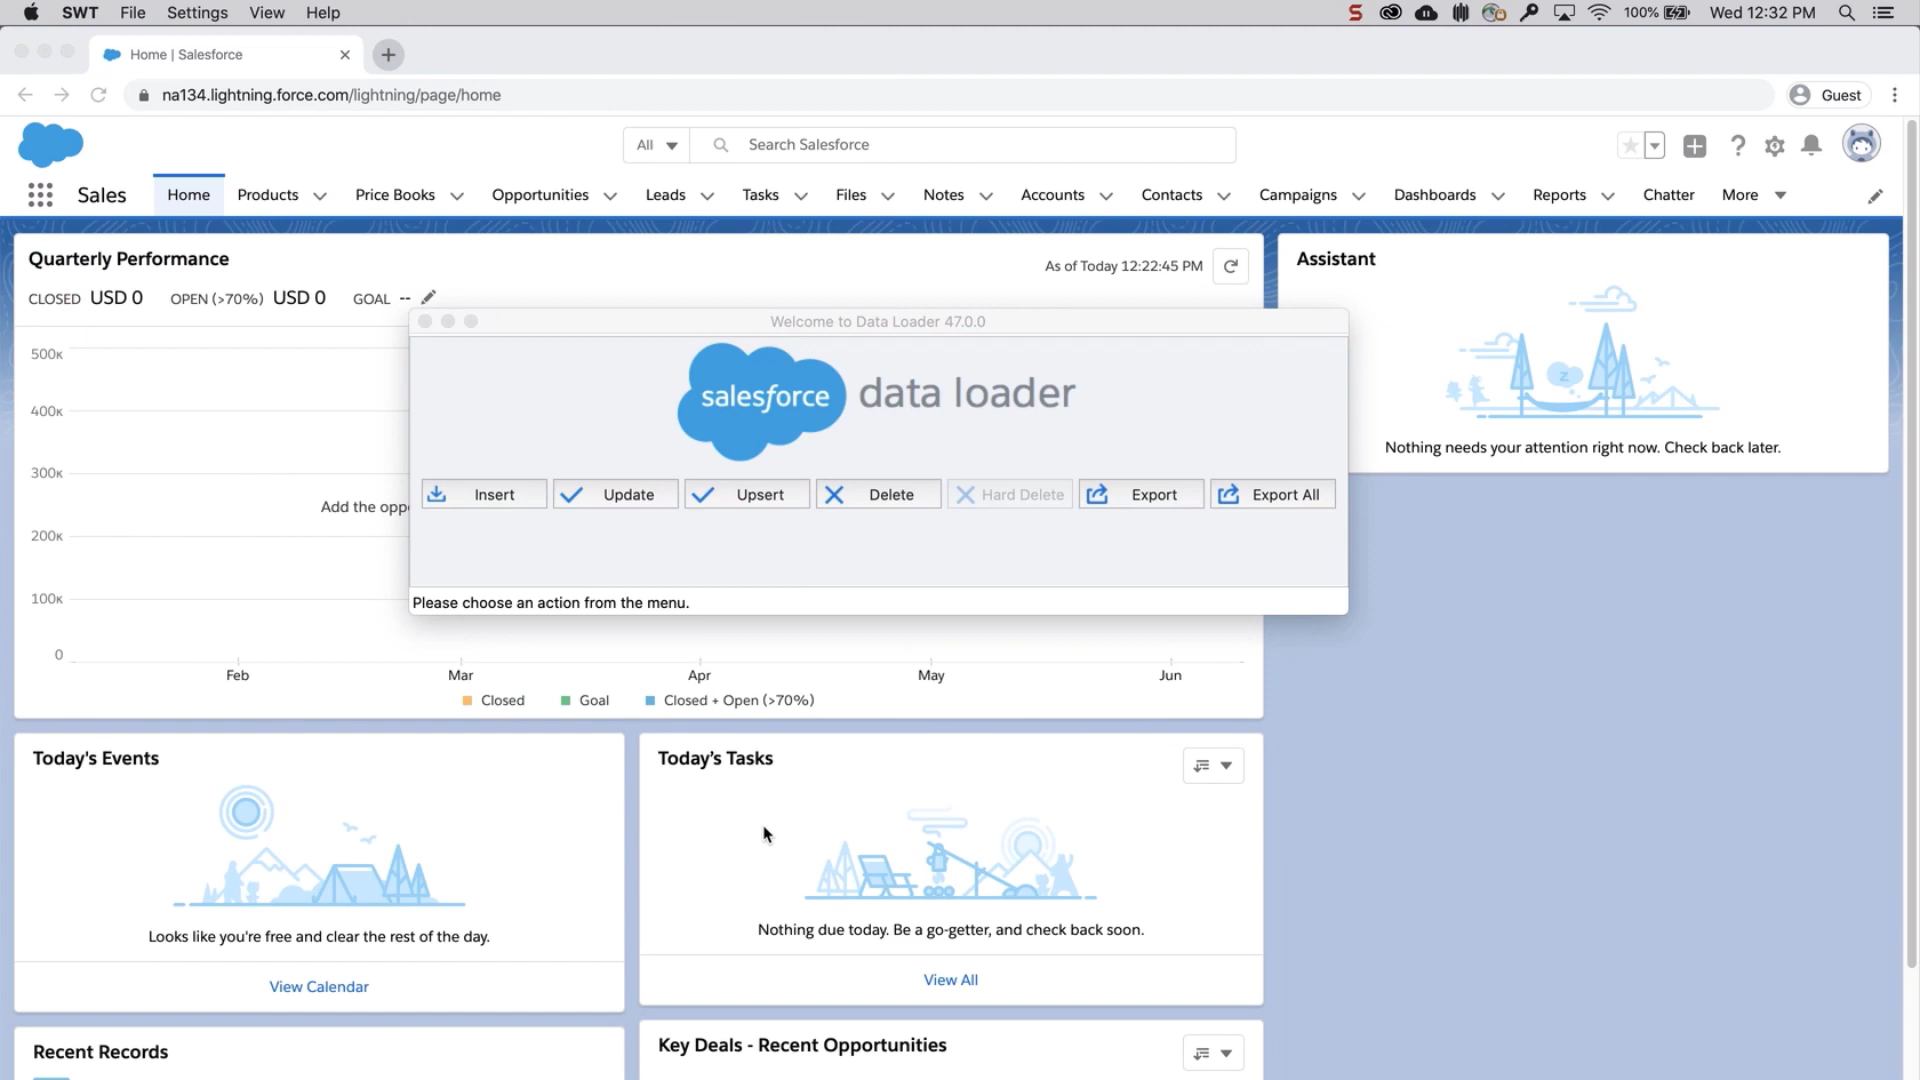 SWT File Settings View Help
100% Wed 12:32 PM
Home | Salesforce
na134.lightning.force.com/lightning/page/home
Guest
All Search Salesforce
Sales Home Products Price Books Opportunities Leads Tasks Files Notes Accounts Contacts Campaigns Dashboards Reports Chatter More
Quarterly Performance
As of Today 12:22:45 PM
CLOSED USD 0 OPEN (>70%) USD 0 GOAL --
Assistant
Nothing needs your attention right now. Check back later.
Welcome to Data Loader 47.0.0
salesforce data loader
Insert Update Upsert Delete Hard Delete Export Export All
Please choose an action from the menu.
500K
400K
300K
Add the opp
200K
100K
0
Feb Mar Apr May Jun
Closed Goal Closed + Open (>70%)
Today's Events
Looks like you're free and clear the rest of the day.
View Calendar
Today's Tasks
Nothing due today. Be a go-getter, and check back soon.
View All
Recent Records
Key Deals - Recent Opportunities